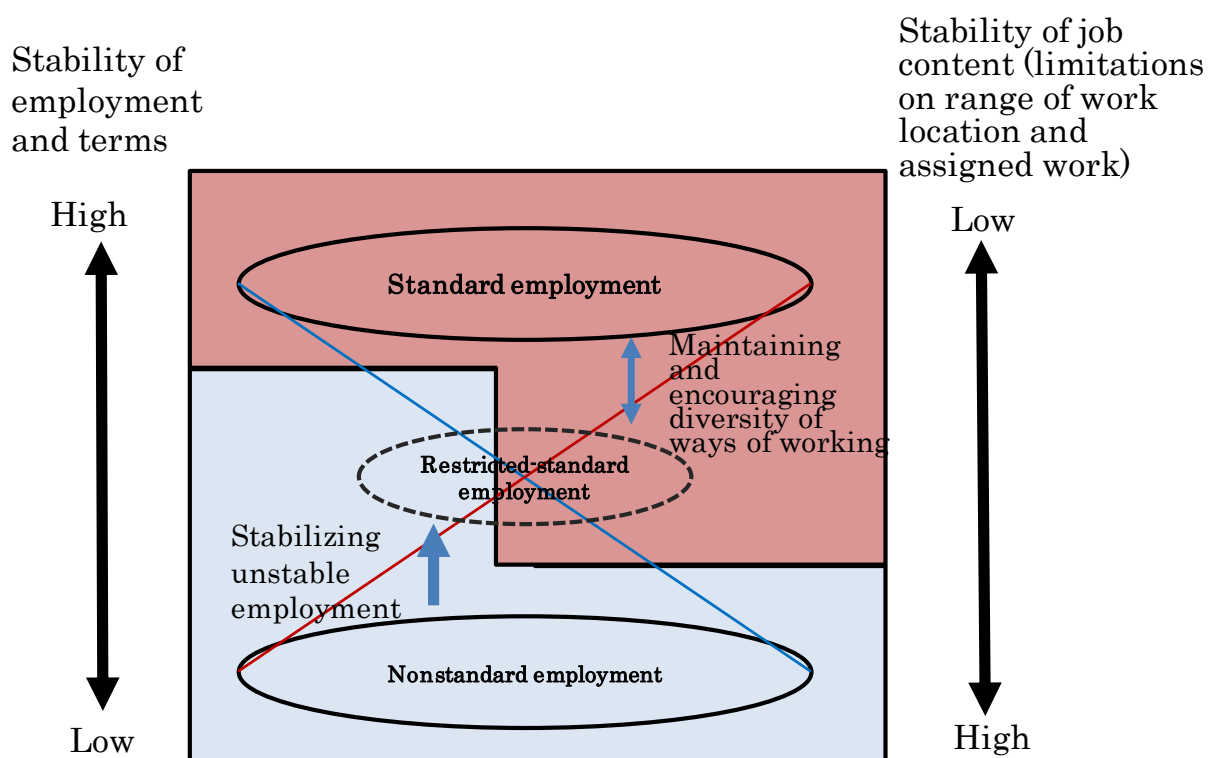 Stability of
employment
and terms
Stability of job
content (limitations
on range of work
location and
assigned work)
High
Low
Standard employment
Maintaining
and
encouraging
diversity of
ways of working
Restricted-standard
employment
Stabilizing
unstable
employment
Nonstandard employment
Low
High